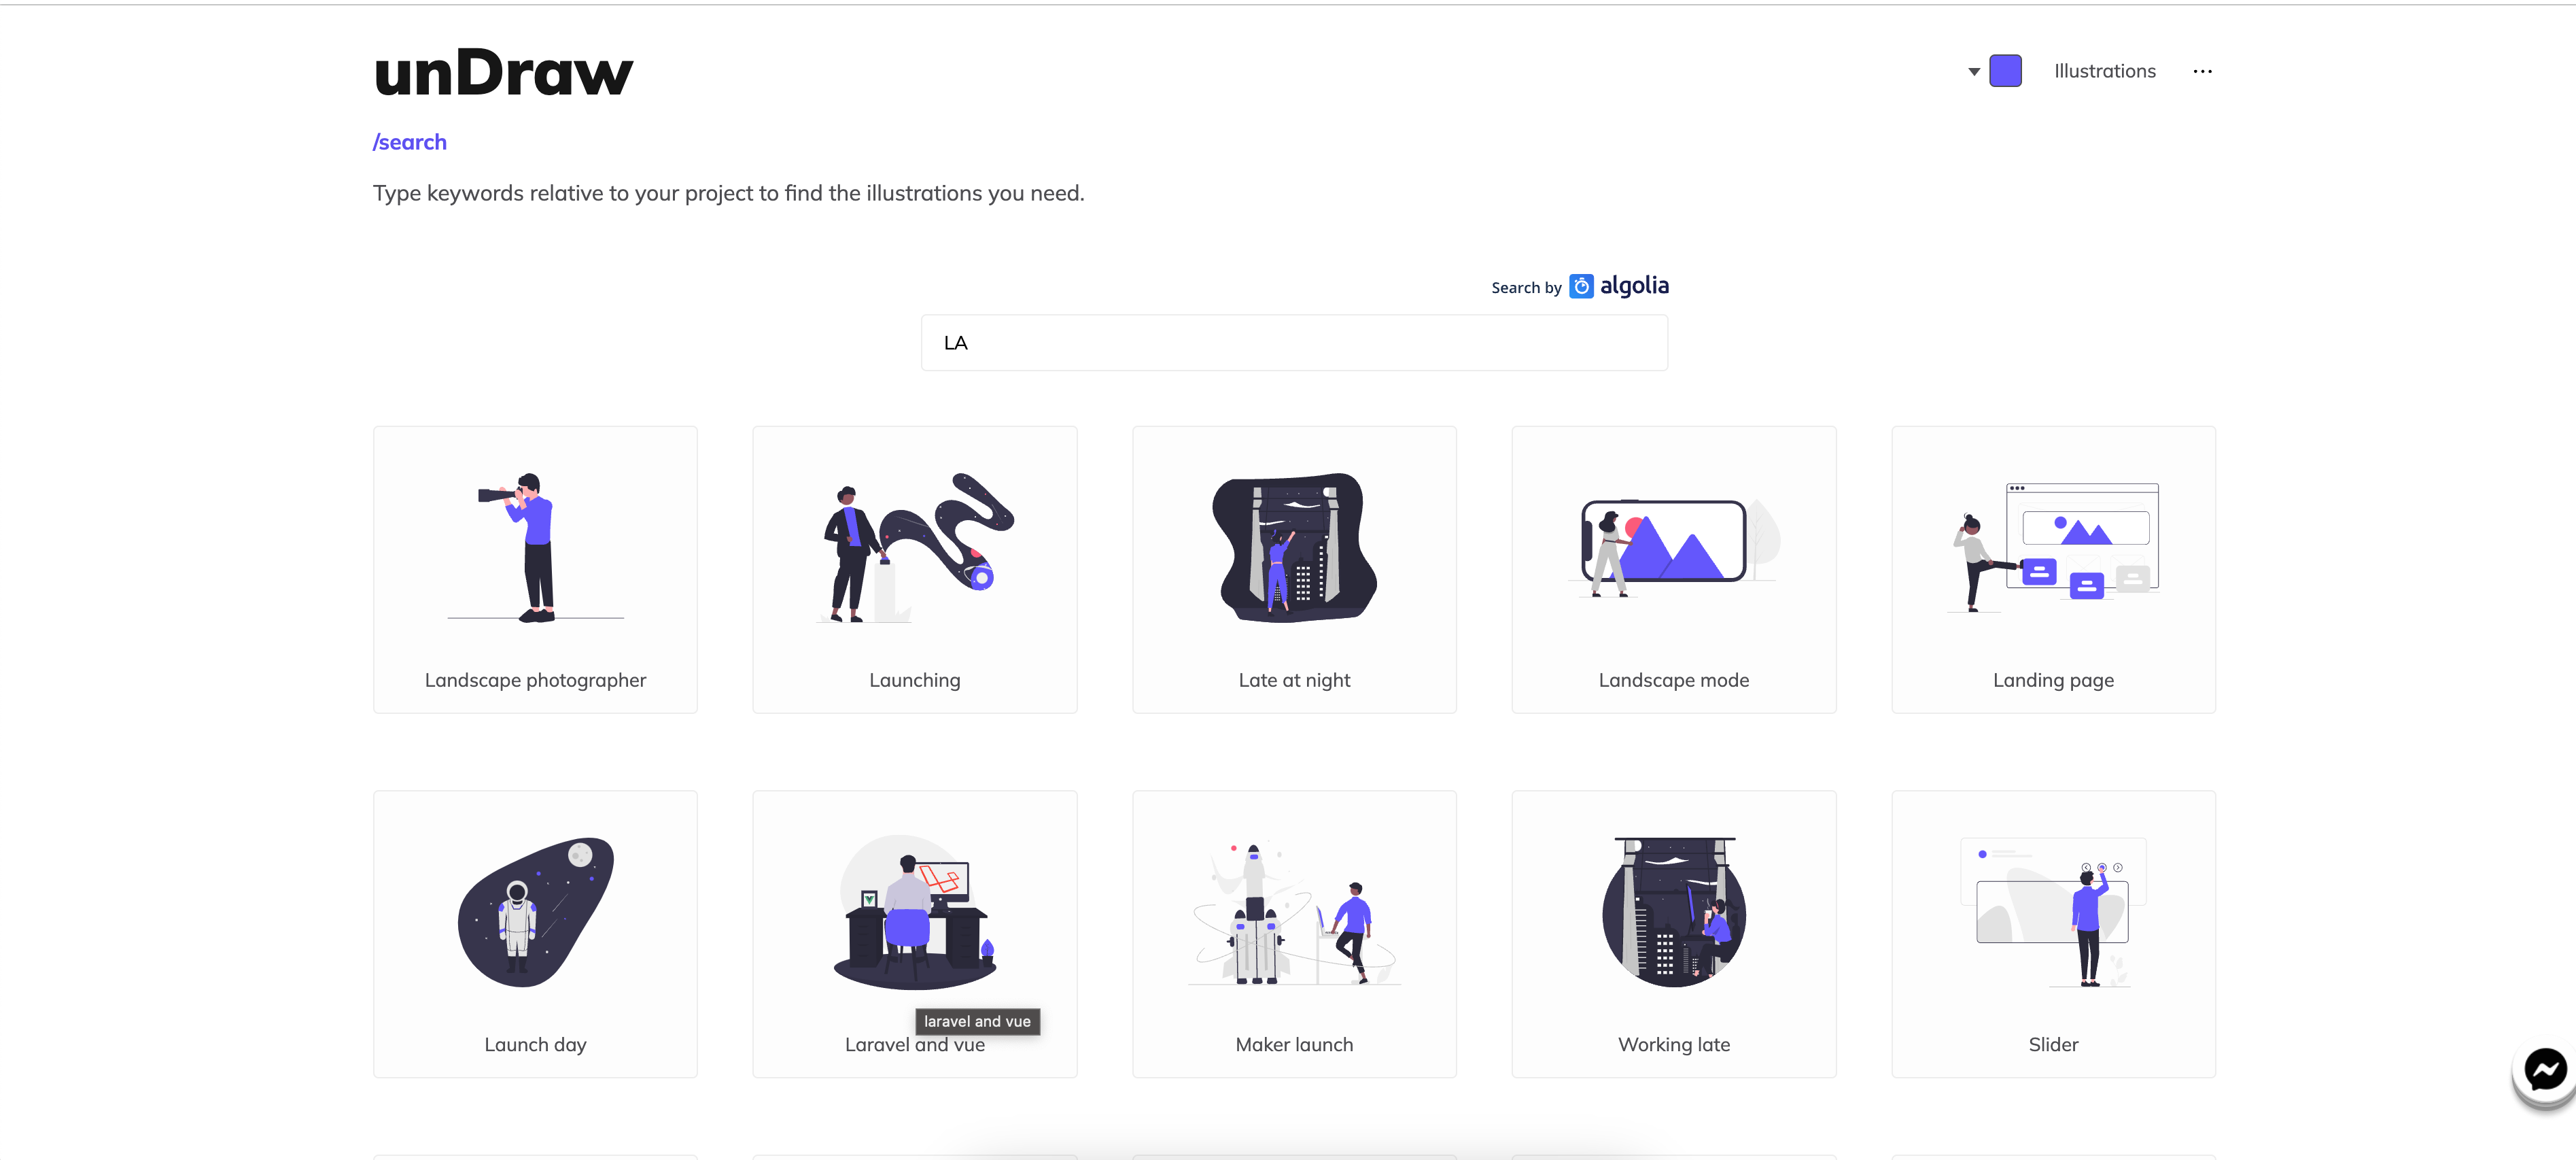 unDraw
Illustrations
/search
Type keywords relative to your project to find the illustrations you need.
Search by algolia
LA
Landscape photographer
Launching
Late at night
Landscape mode
Landing page
laravel and vue
Launch day
Laravel and vue
Maker launch
Working late
Slider